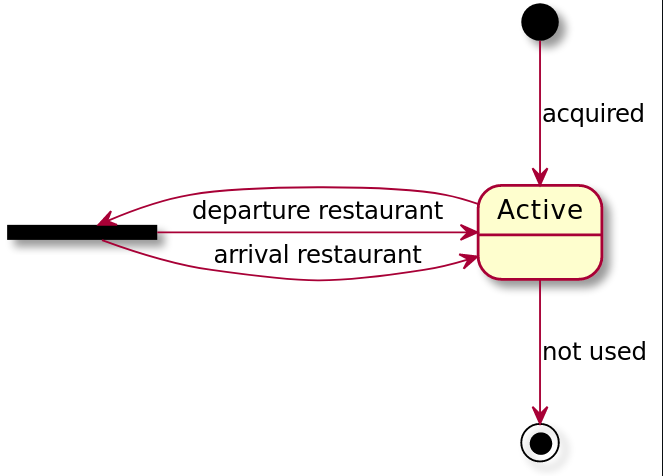 acquired
departure restaurant
Active
arrival restaurant
not used